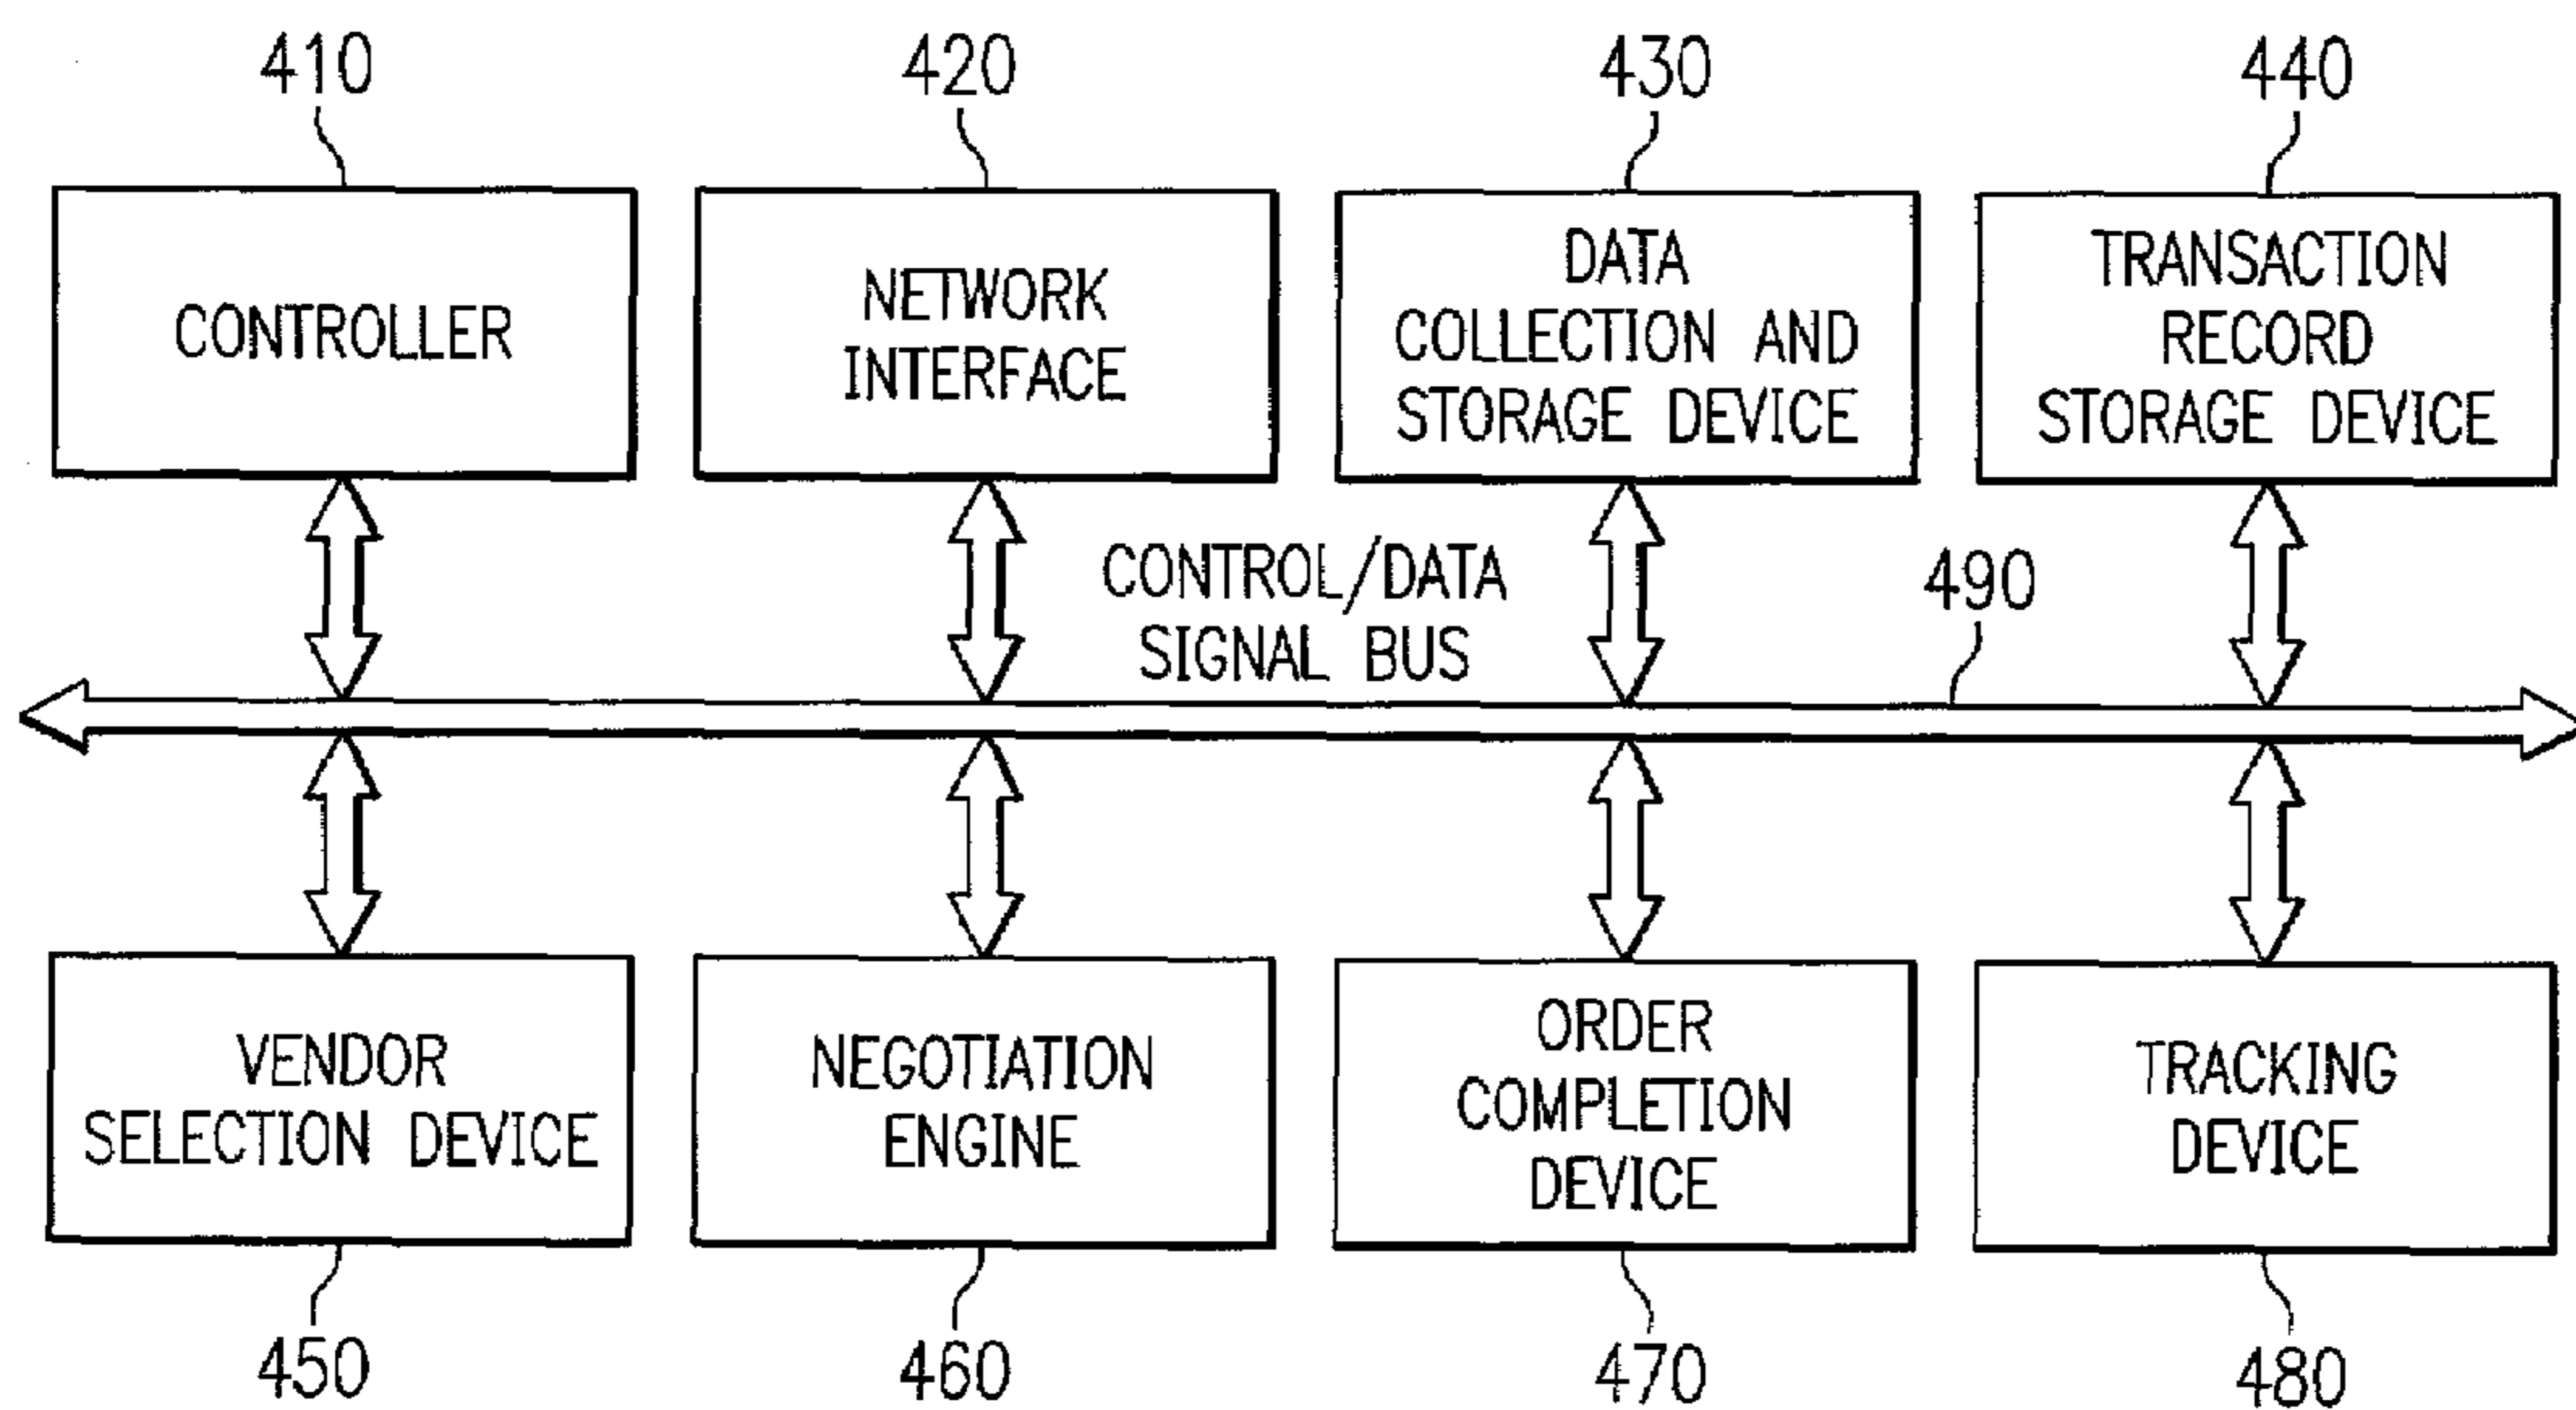 410
420
430
440
CONTROLLER
NETWORK
INTERFACE
DATA
COLLECTION AND
STORAGE DEVICE
TRANSACTION
RECORD
STORAGE DEVICE
CONTROL/DATA
SIGNAL BUS
490
VENDOR
SELECTION DEVICE
NEGOTIATION
ENGINE
ORDER
COMPLETION
DEVICE
TRACKING
DEVICE
450
460
470
480